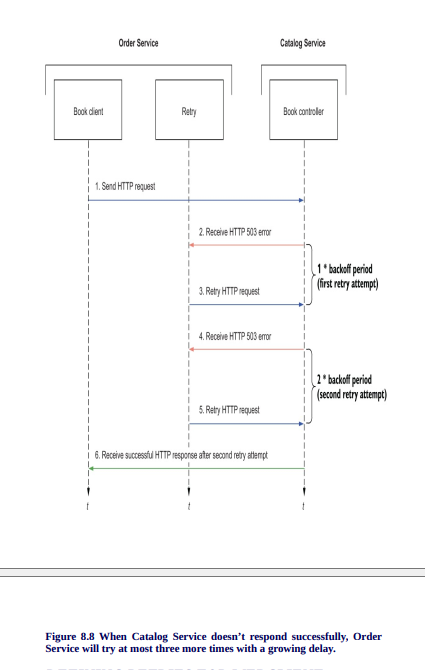 Order Service
Catalog Service
Book client
Retry
Book controller
1. Send HTTP request
2. Receive HTTP 503 error
1 * backoff period
(first retry attempt)
3. Retry HTTP request
4. Receive HTTP 503 error
2 * backoff period
(second retry attempt)
5. Retry HTTP request
6. Receive successful HTTP response after second retry attempt
t
t
t
Figure 8.8 When Catalog Service doesn't respond successfully, Order
Service will try at most three more times with a growing delay.